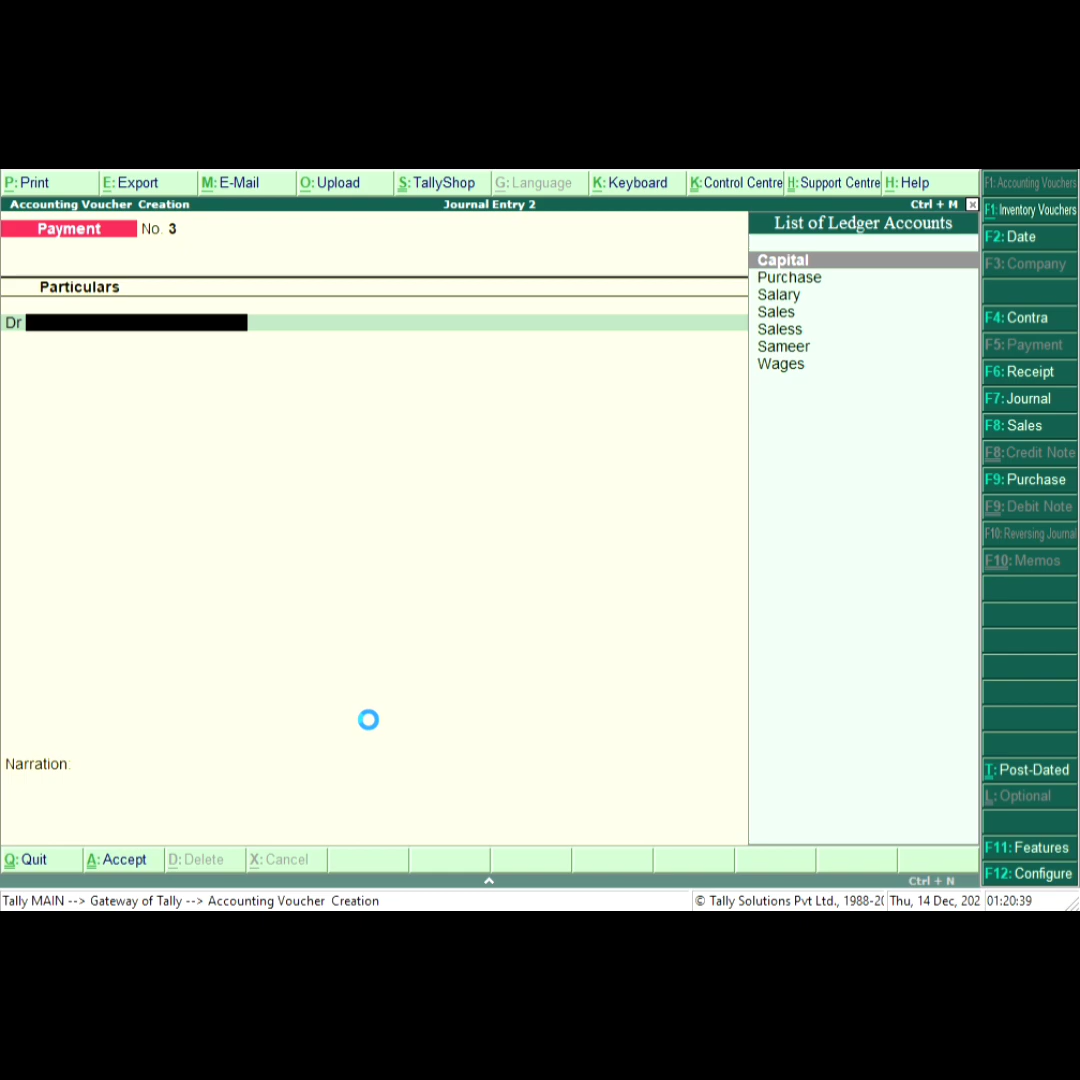 P: Print E: Export M: E-Mail O: Upload S: TallyShop G: Language K: Keyboard K: Control Centre H: Support Centre H: Help
Accounting Voucher Creation Journal Entry 2 Ctrl + M x
Payment No. 3
Particulars
Dr
Narration:
List of Ledger Accounts
Capital
Purchase
Salary
Sales
Saless
Sameer
Wages
F1: Accounting Vouchers
F1: Inventory Vouchers
F2: Date
F3: Company
F4: Contra
F5: Payment
F6: Receipt
F7: Journal
F8: Sales
F8: Credit Note
F9: Purchase
F9: Debit Note
F10: Reversing Journal
F10: Memos
T: Post-Dated
L: Optional
F11: Features
F12: Configure
Q: Quit A: Accept D: Delete X: Cancel
Ctrl + N
Tally MAIN --> Gateway of Tally --> Accounting Voucher Creation © Tally Solutions Pvt Ltd., 1988-20 Thu, 14 Dec, 202 01:20:39